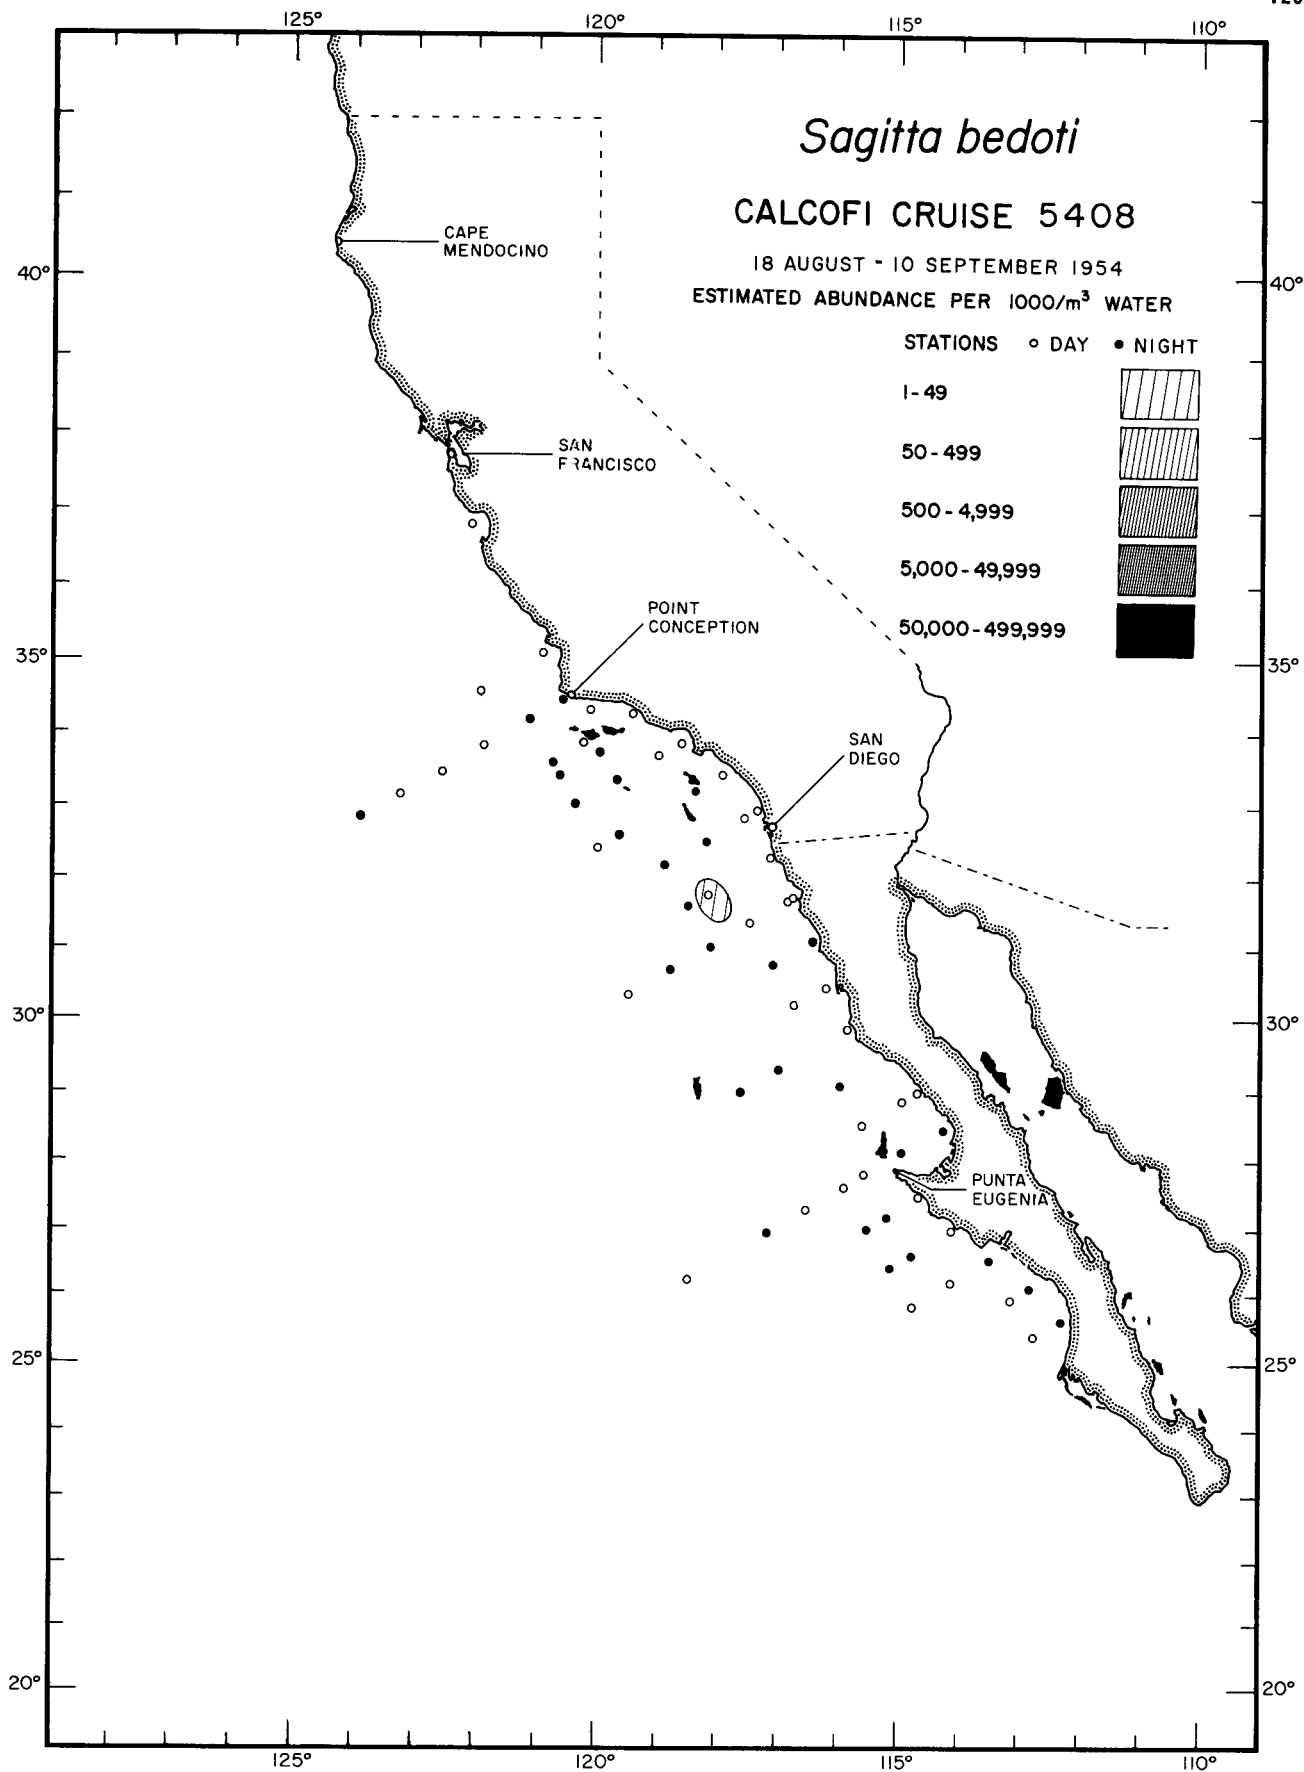 125° 120° 115° 110°
Sagitta bedoti
CALCOFI CRUISE 5408
18 AUGUST - 10 SEPTEMBER 1954
ESTIMATED ABUNDANCE PER 1000/m³ WATER
STATIONS ○ DAY ● NIGHT
1-49
50-499
500-4,999
5,000-49,999
50,000-499,999
CAPE
MENDOCINO
40° 40°
SAN
FRANCISCO
POINT
CONCEPTION
35° 35°
SAN
DIEGO
30° 30°
PUNTA
EUGENIA
25° 25°
20° 20°
125° 120° 115° 110°